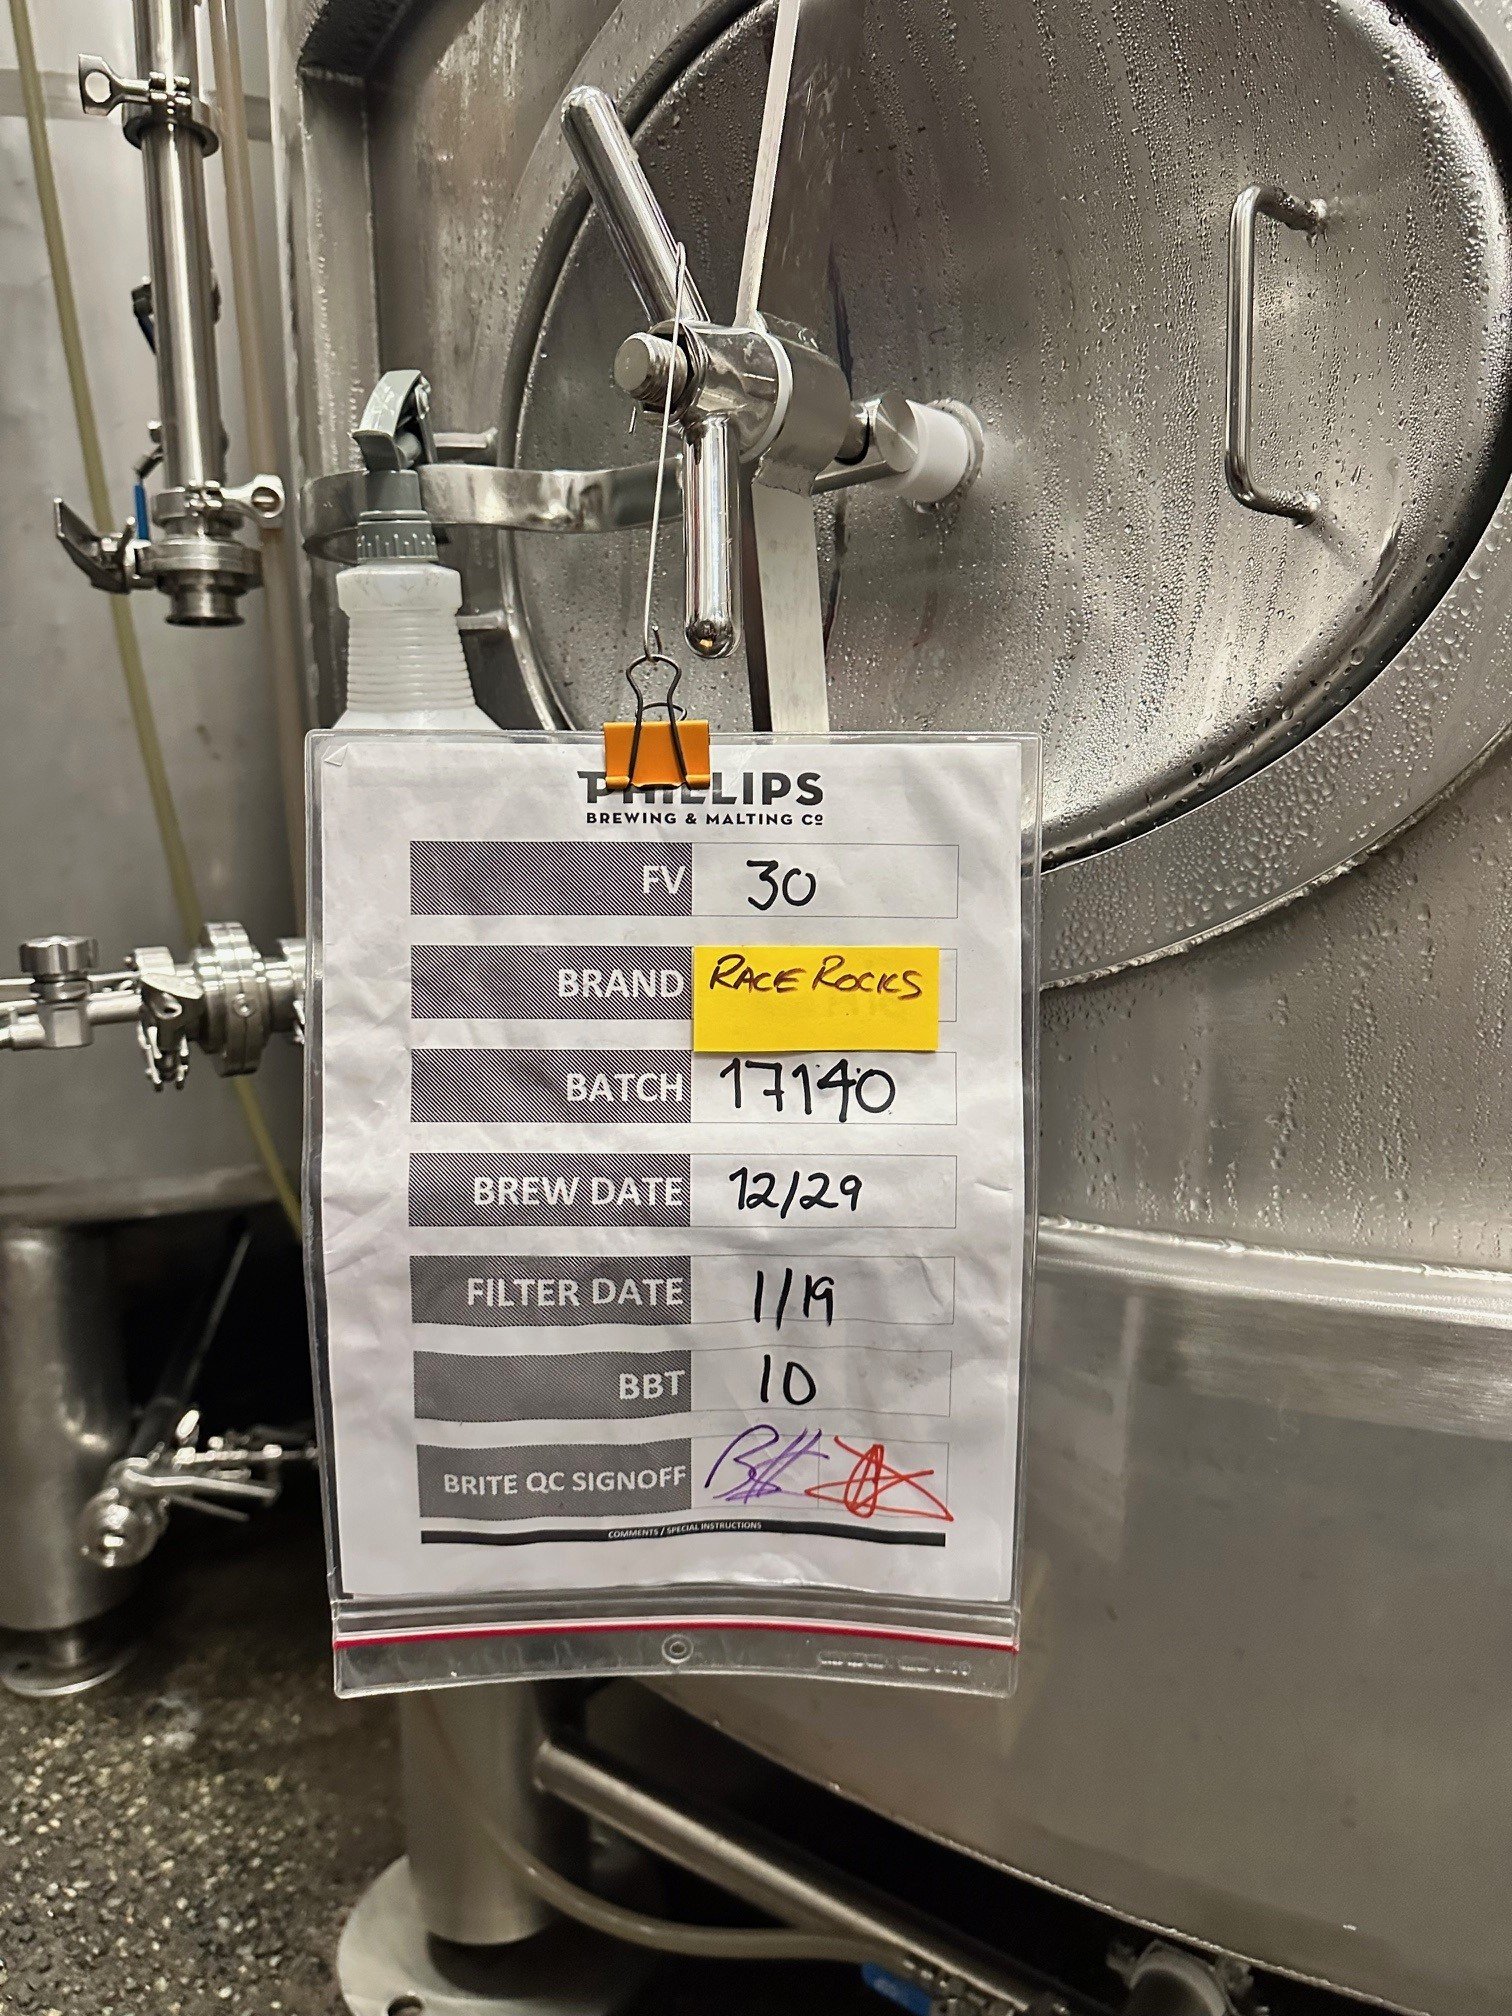 PHILLIPS
BREWING & MALTING Cº
FV 30
BRAND RACE ROCKS
BATCH 17140
BREW DATE 12/29
FILTER DATE 1/19
BBT 10
BRITE QC SIGNOFF
COMMENTS / SPECIAL INSTRUCTIONS